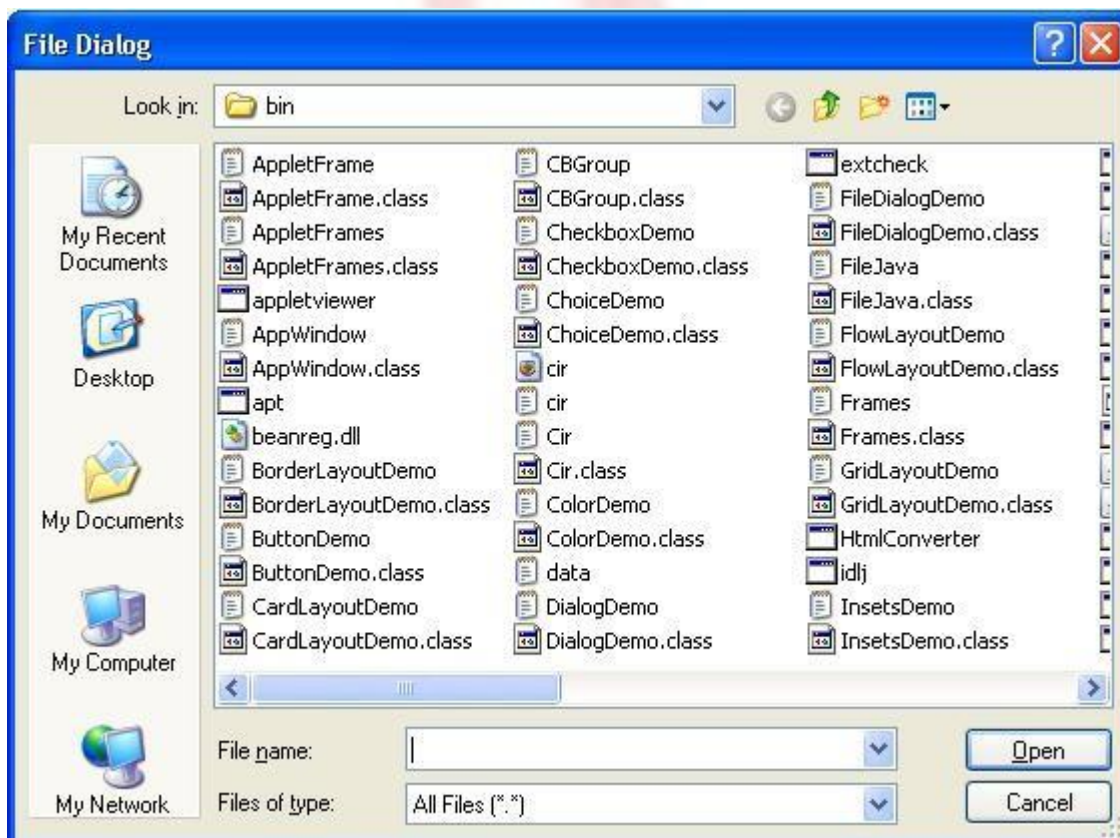 File Dialog
Look in:
bin
My Recent
Documents
Desktop
My Documents
My Computer
My Network
AppletFrame
AppletFrame.class
AppletFrames
AppletFrames.class
appletviewer
AppWindow
AppWindow.class
apt
beanreg.dll
BorderLayoutDemo
BorderLayoutDemo.class
ButtonDemo
ButtonDemo.class
CardLayoutDemo
CardLayoutDemo.class
CBGroup
CBGroup.class
CheckboxDemo
CheckboxDemo.class
ChoiceDemo
ChoiceDemo.class
cir
cir
Cir
Cir.class
ColorDemo
ColorDemo.class
data
DialogDemo
DialogDemo.class
extcheck
FileDialogDemo
FileDialogDemo.class
FileJava
FileJava.class
FlowLayoutDemo
FlowLayoutDemo.class
Frames
Frames.class
GridLayoutDemo
GridLayoutDemo.class
HtmlConverter
idlj
InsetsDemo
InsetsDemo.class
File name:
Open
Files of type:
All Files (*.*)
Cancel